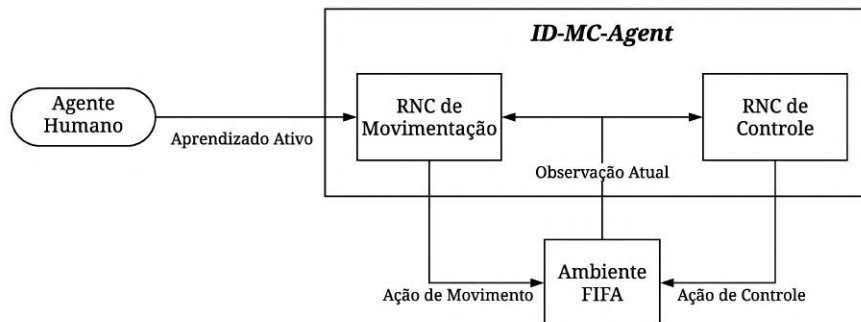 ID-MC-Agent
Agente
Humano
Aprendizado Ativo
RNC de
Movimentação
RNC de
Controle
Observação Atual
Ação de Movimento
Ambiente
FIFA
Ação de Controle